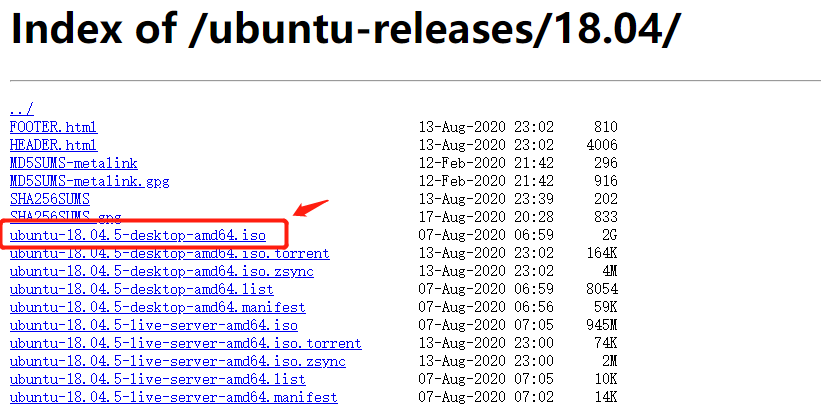 Index of /ubuntu-releases/18.04/
../
FOOTER.html 13-Aug-2020 23:02 810
HEADER.html 13-Aug-2020 23:02 4006
MD5SUMS-metalink 12-Feb-2020 21:42 296
MD5SUMS-metalink.gpg 12-Feb-2020 21:42 916
SHA256SUMS 13-Aug-2020 23:39 202
SHA256SUMS.gpg 17-Aug-2020 20:28 833
ubuntu-18.04.5-desktop-amd64.iso 07-Aug-2020 06:59 2G
ubuntu-18.04.5-desktop-amd64.iso.torrent 13-Aug-2020 23:02 164K
ubuntu-18.04.5-desktop-amd64.iso.zsync 13-Aug-2020 23:02 4M
ubuntu-18.04.5-desktop-amd64.list 07-Aug-2020 06:59 8054
ubuntu-18.04.5-desktop-amd64.manifest 07-Aug-2020 06:56 59K
ubuntu-18.04.5-live-server-amd64.iso 07-Aug-2020 07:05 945M
ubuntu-18.04.5-live-server-amd64.iso.torrent 13-Aug-2020 23:00 74K
ubuntu-18.04.5-live-server-amd64.iso.zsync 13-Aug-2020 23:00 2M
ubuntu-18.04.5-live-server-amd64.list 07-Aug-2020 07:05 10K
ubuntu-18.04.5-live-server-amd64.manifest 07-Aug-2020 07:02 14K